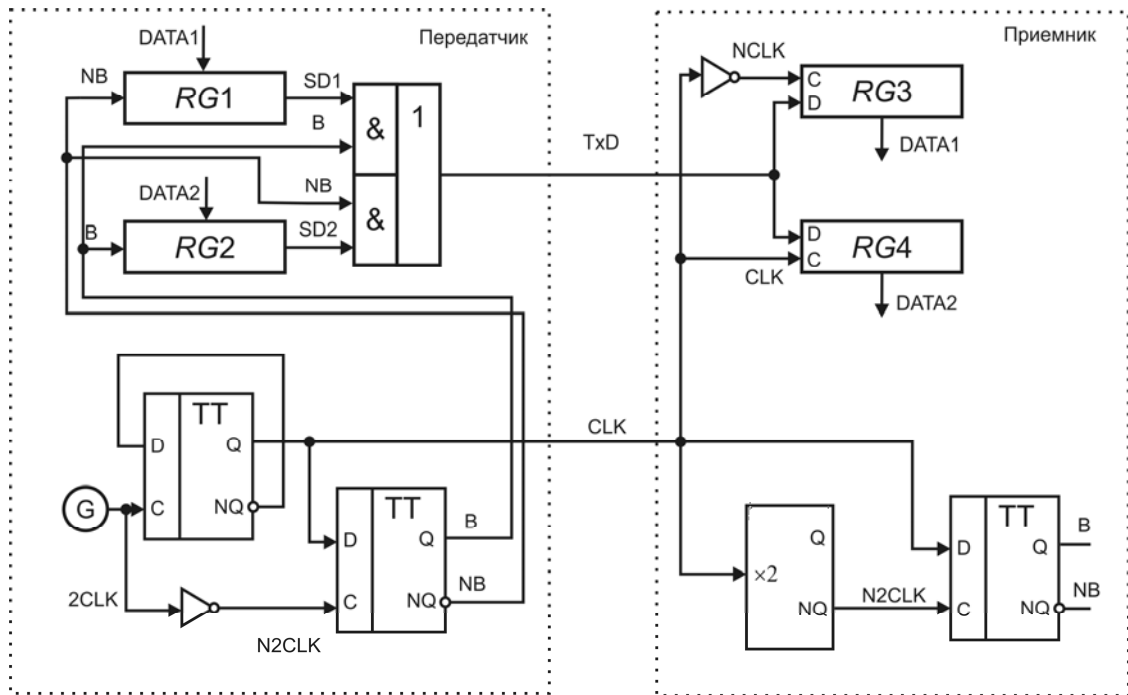 Передатчик
DATA1
NB
RG1
SD1
B
&
1
NB
DATA2
B
RG2
SD2
&
TxD
Приемник
NCLK
C
D
RG3
DATA1
D
C
RG4
CLK
DATA2
CLK
TT
D
Q
G
C
NQ
2CLK
N2CLK
TT
D
Q
B
C
NQ
NB
×2
Q
NQ
N2CLK
TT
D
Q
B
C
NQ
NB